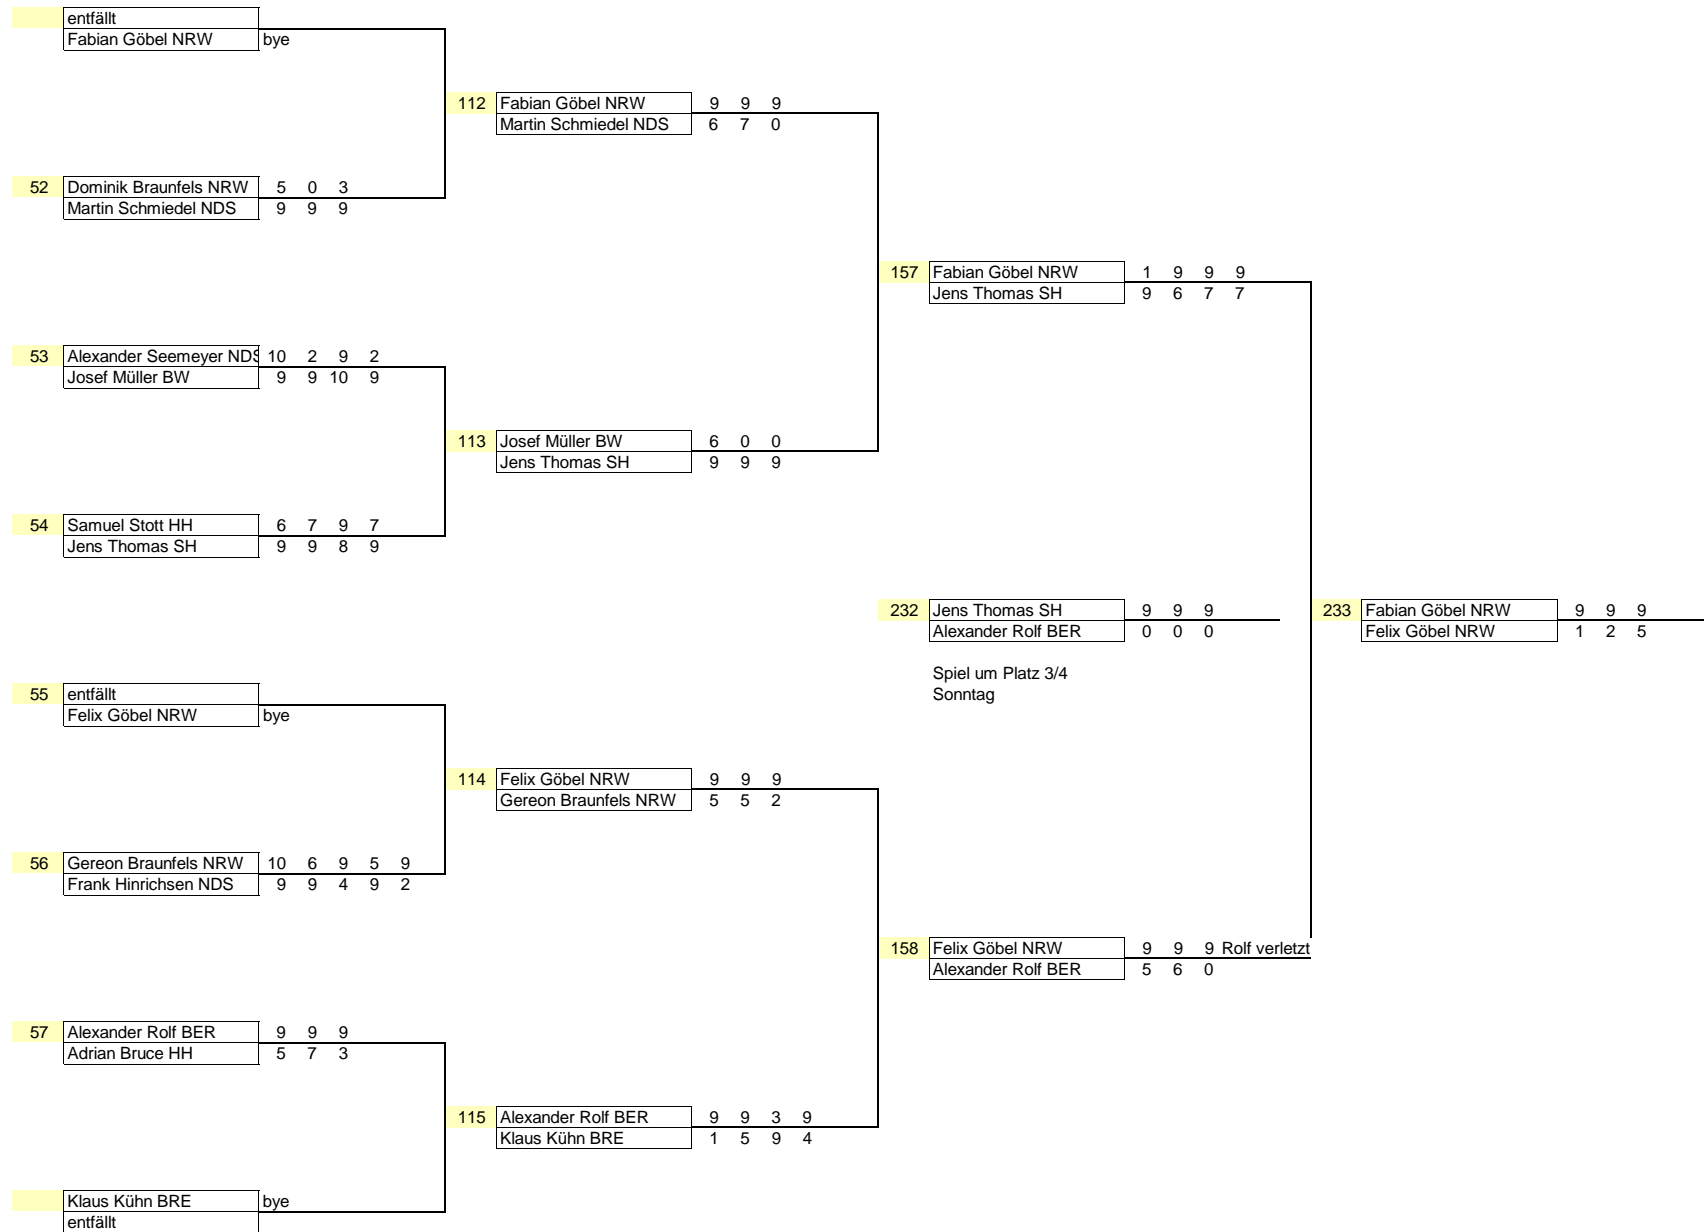 entfällt
Fabian Göbel NRW bye
112 Fabian Göbel NRW 9 9 9
Martin Schmiedel NDS 6 7 0
52 Dominik Braunfels NRW 5 0 3
Martin Schmiedel NDS 9 9 9
157 Fabian Göbel NRW 1 9 9 9
Jens Thomas SH 9 6 7 7
53 Alexander Seemeyer NDS 10 2 9 2
Josef Müller BW 9 9 10 9
113 Josef Müller BW 6 0 0
Jens Thomas SH 9 9 9
54 Samuel Stott HH 6 7 9 7
Jens Thomas SH 9 9 8 9
232 Jens Thomas SH 9 9 9 233 Fabian Göbel NRW 9 9 9
Alexander Rolf BER 0 0 0 Felix Göbel NRW 1 2 5
Spiel um Platz 3/4
Sonntag
55 entfällt
Felix Göbel NRW bye
114 Felix Göbel NRW 9 9 9
Gereon Braunfels NRW 5 5 2
56 Gereon Braunfels NRW 10 6 9 5 9
Frank Hinrichsen NDS 9 9 4 9 2
158 Felix Göbel NRW 9 9 9 Rolf verletzt
Alexander Rolf BER 5 6 0
57 Alexander Rolf BER 9 9 9
Adrian Bruce HH 5 7 3
115 Alexander Rolf BER 9 9 3 9
Klaus Kühn BRE 1 5 9 4
Klaus Kühn BRE bye
entfällt